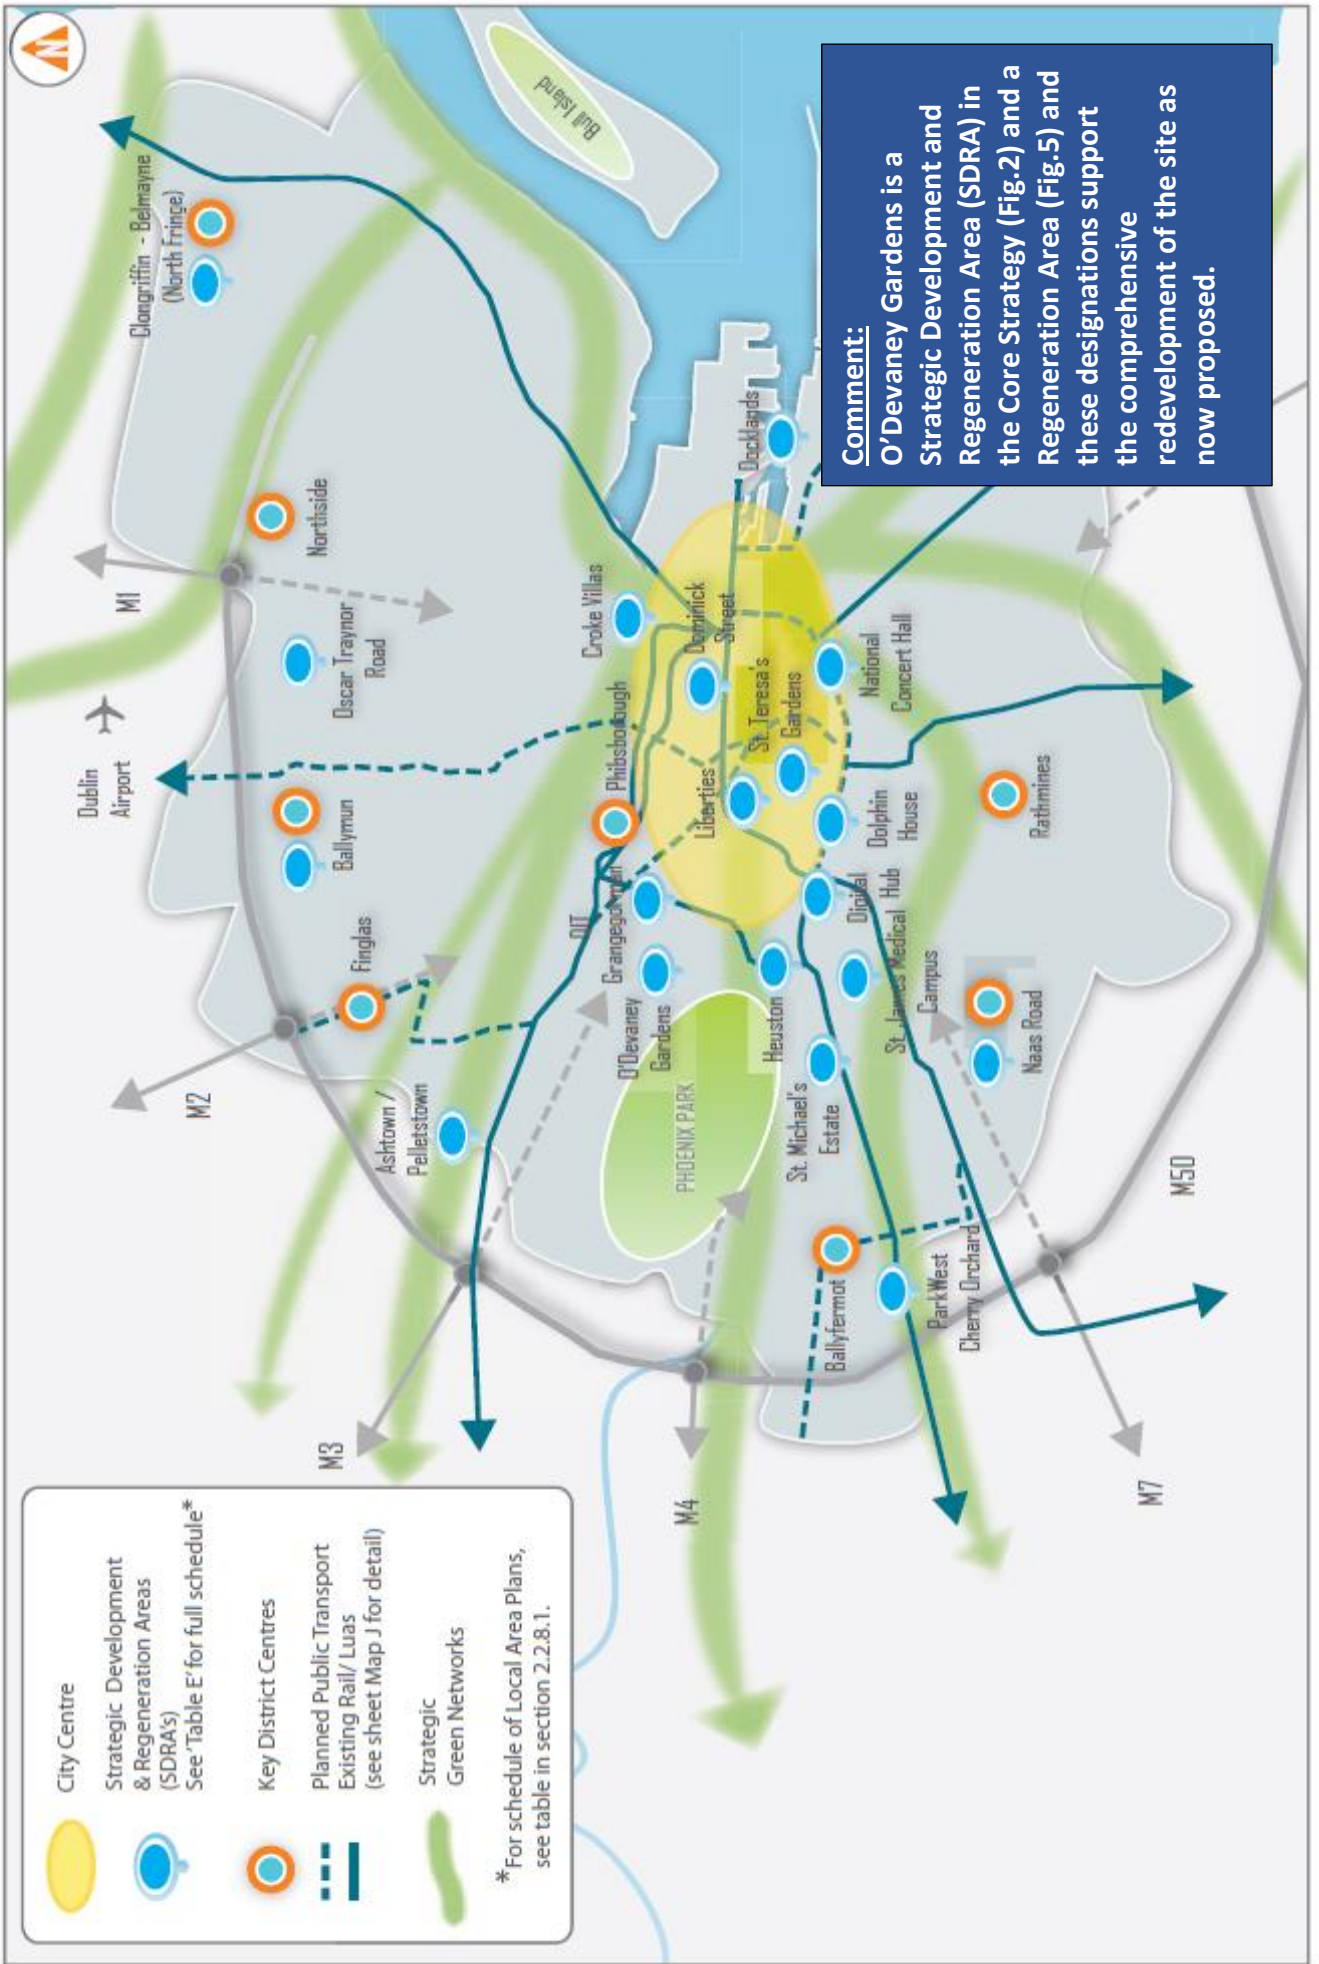 N
City Centre
Strategic Development
& Regeneration Areas
(SDRA's)
See 'Table E' for full schedule*
Key District Centres
Planned Public Transport
Existing Rail/ Luas
(see sheet Map J for detail)
Strategic
Green Networks
*For schedule of Local Area Plans,
see table in section 2.2.8.1.
M3
M2
Dublin
Airport
M1
Clongriffin - Belmayne
(North Fringe)
Bull Island
Northside
Oscar Traynor
Road
Ballymun
Finglas
Ashtown /
Pelletstown
Croke Villas
Phibsborough
DIT
Grangegorman
O'Devaney
Gardens
Dominick
Street
Docklands
PHOENIX PARK
Heuston
Liberties
St. Teresa's
Gardens
National
Concert Hall
Dolphin
House
Digital
Hub
St. James Medical
Campus
St. Michael's
Estate
Ballyfermot
ParkWest
Cherry Orchard
Naas Road
Rathmines
M4
M7
M50
Comment:
O'Devaney Gardens is a
Strategic Development and
Regeneration Area (SDRA) in
the Core Strategy (Fig.2) and a
Regeneration Area (Fig.5) and
these designations support
the comprehensive
redevelopment of the site as
now proposed.